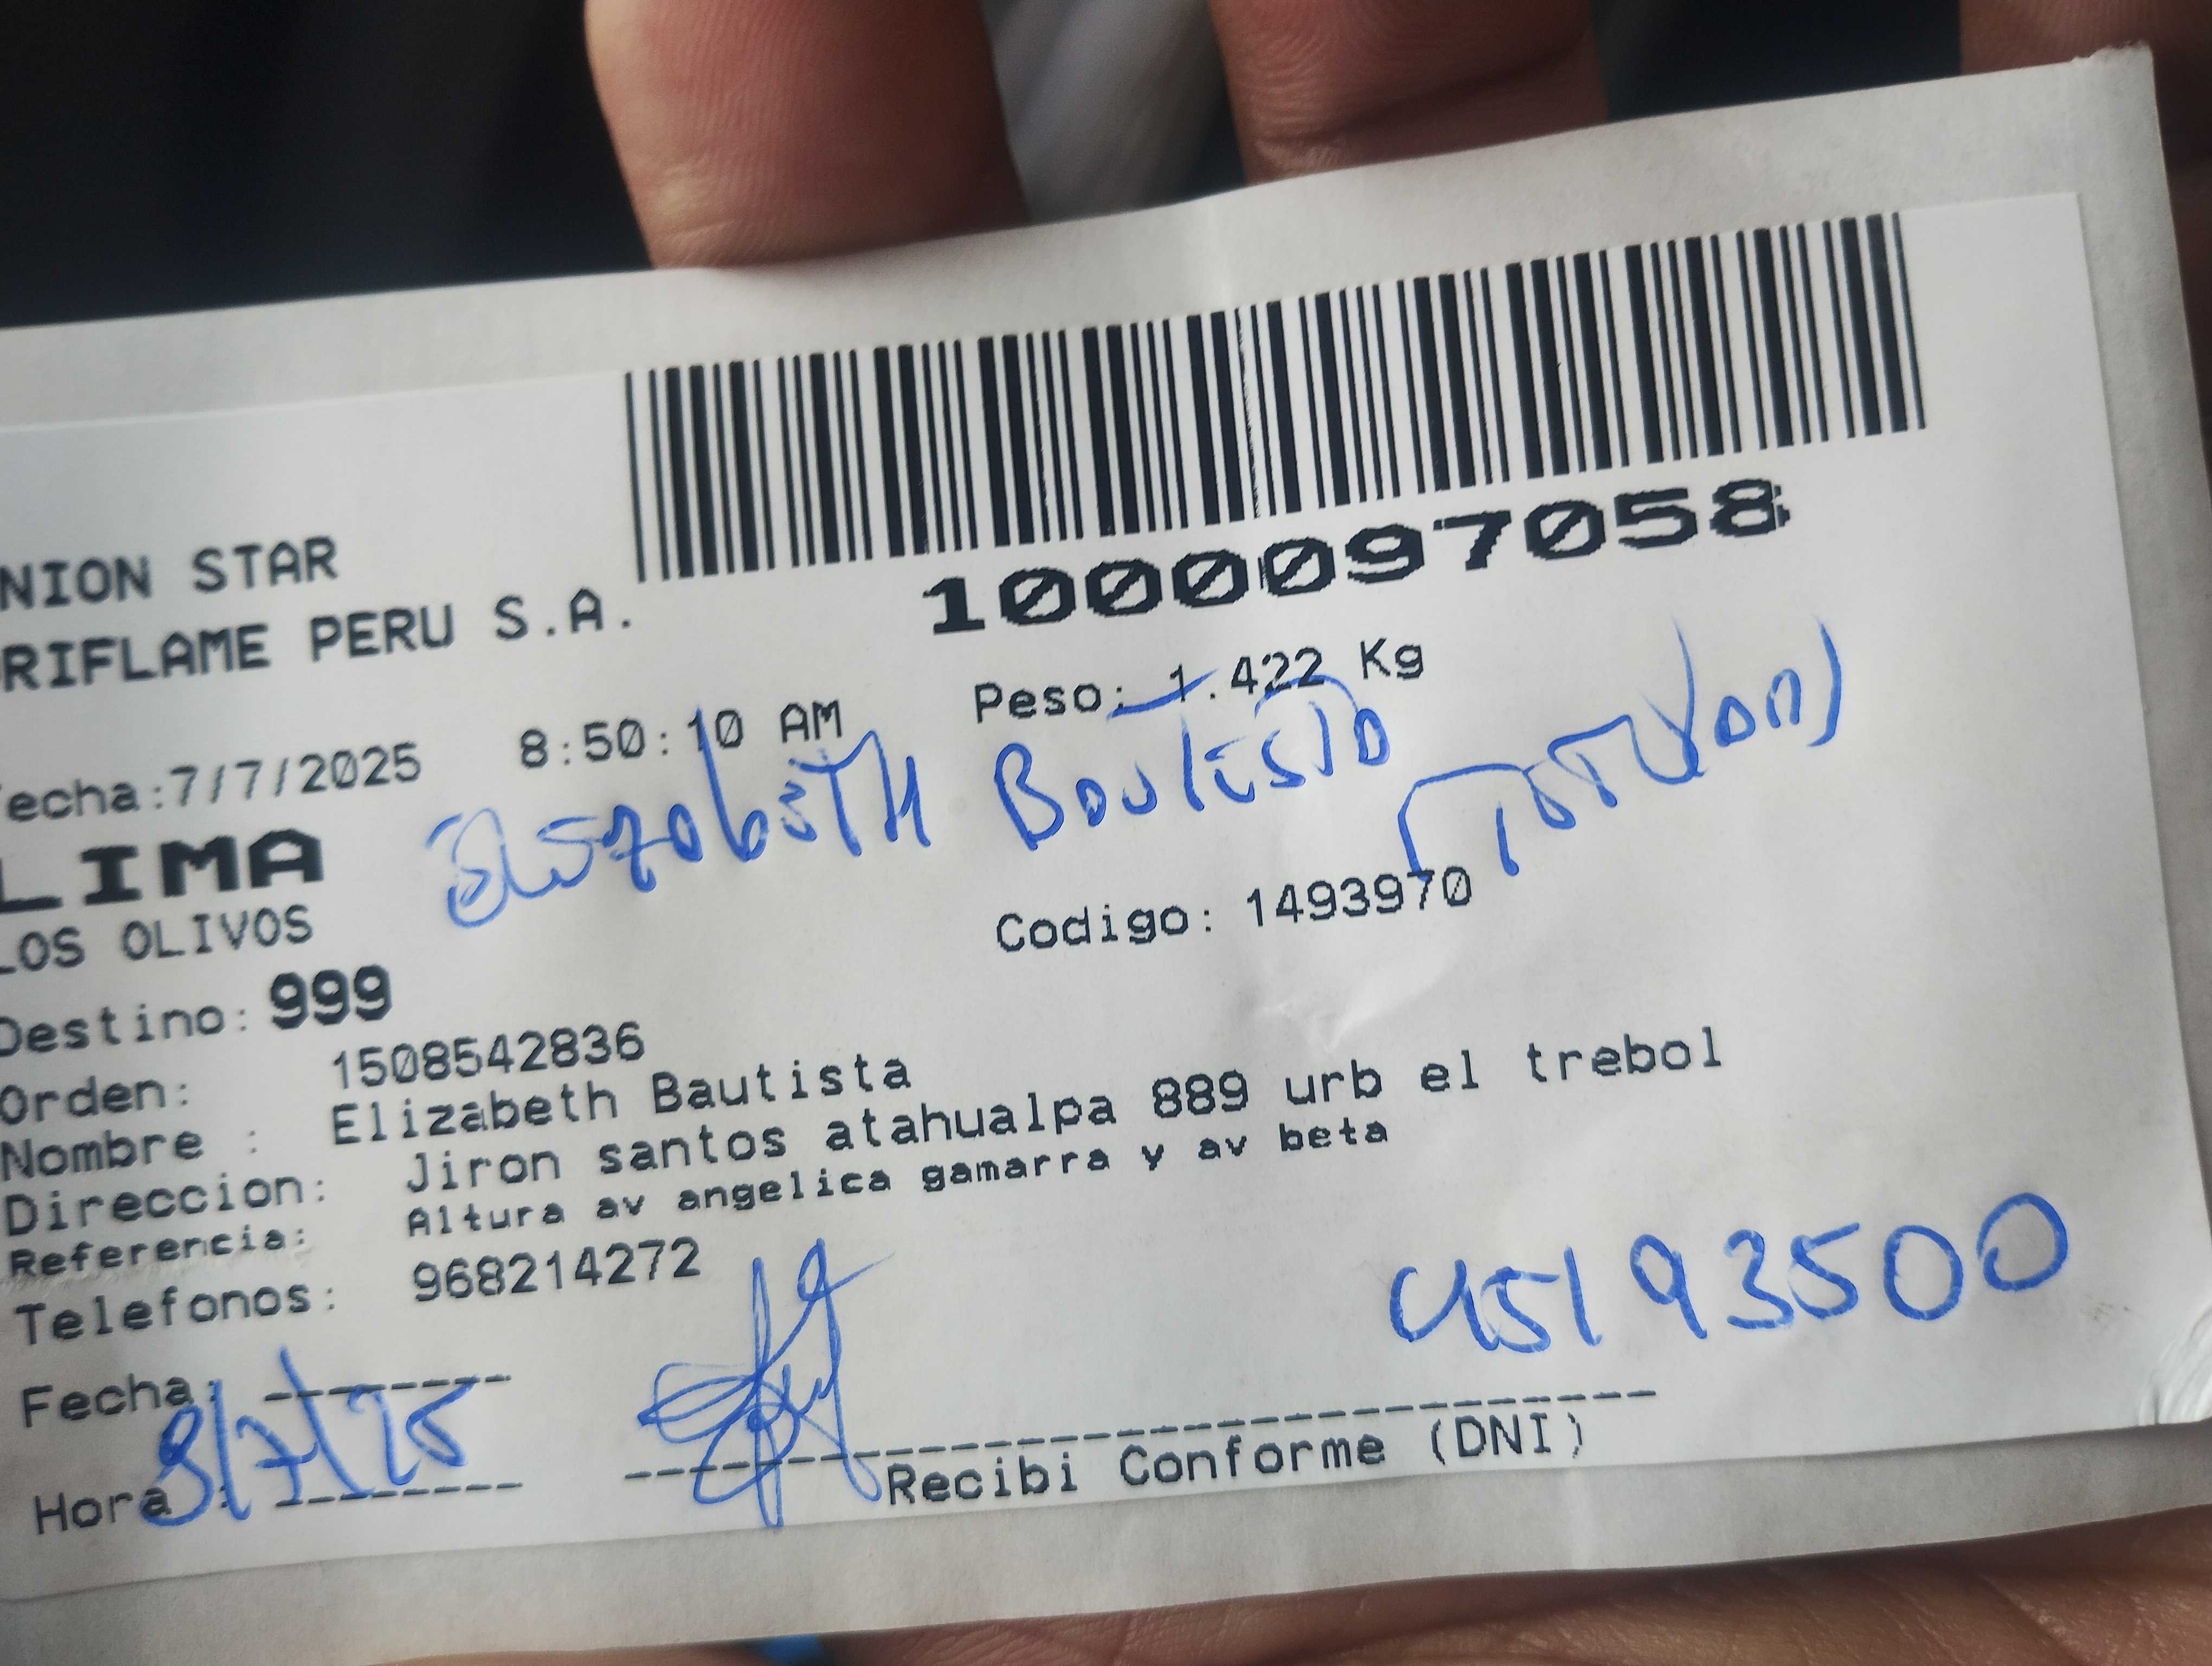 1000097058
NION STAR
RIFLAME PERU S.A.
Fecha:7/7/2025 8:50:10 AM Peso: 1.422 Kg
LIMA
Elizabeth Bautista
LOS OLIVOS
Codigo: 1493970
Destino: 999
Orden: 1508542836
Nombre : Elizabeth Bautista
Direccion: Jiron santos atahualpa 889 urb el trebol
Referencia: Altura av angelica gamarra y av beta
Telefonos: 968214272
45193500
Fecha: 8/7/25
Hora :
Recibi Conforme (DNI)